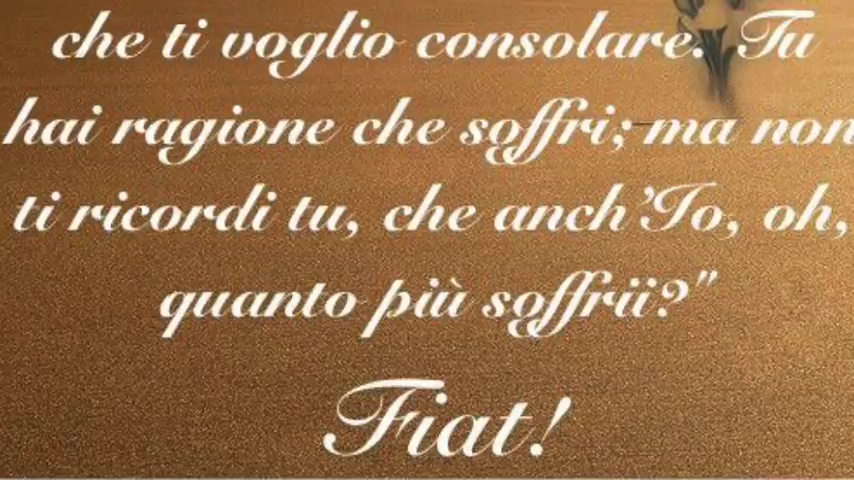 che ti voglio consolare. Tu
hai ragione che soffri; ma non
ti ricordi tu, che anch'Io, oh,
quanto più soffrii?"
Fiat!